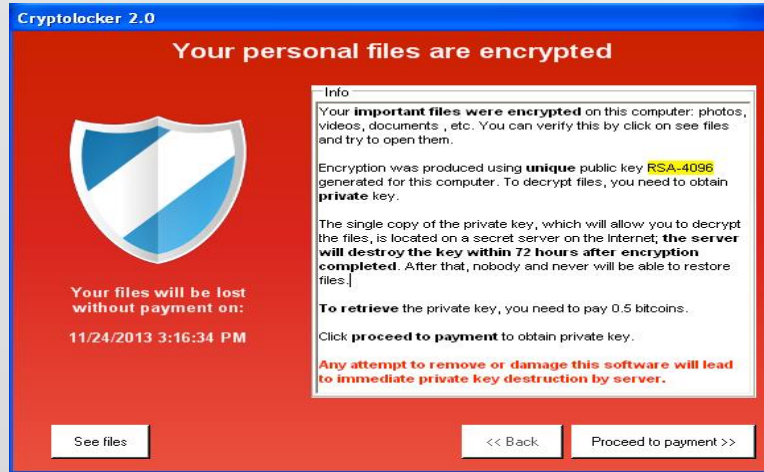 Cryptolocker 2.0
Your personal files are encrypted
Info
Your important files were encrypted on this computer: photos,
videos, documents , etc. You can verify this by click on see files
and try to open them.
Encryption was produced using unique public key RSA-4096
generated for this computer. To decrypt files, you need to obtain
private key.
The single copy of the private key, which will allow you to decrypt
the files, is located on a secret server on the Internet; the server
will destroy the key within 72 hours after encryption
completed. After that, nobody and never will be able to restore
files.
To retrieve the private key, you need to pay 0.5 bitcoins.
Click proceed to payment to obtain private key.
Any attempt to remove or damage this software will lead
to immediate private key destruction by server.
Your files will be lost
without payment on:
11/24/2013 3:16:34 PM
See files
<< Back
Proceed to payment >>